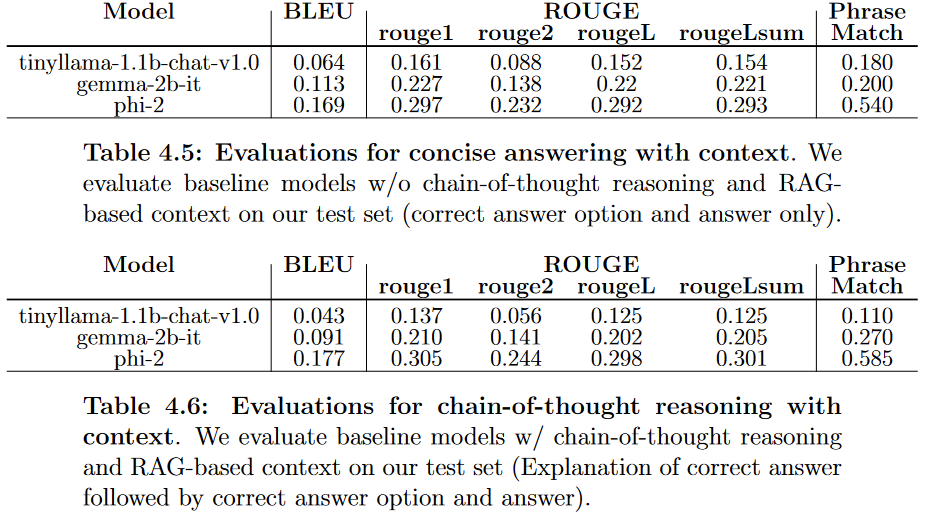 Model BLEU ROUGE Phrase
rouge1 rouge2 rougeL rougeLsum Match
tinyllama-1.1b-chat-v1.0 0.064 0.161 0.088 0.152 0.154 0.180
gemma-2b-it 0.113 0.227 0.138 0.22 0.221 0.200
phi-2 0.169 0.297 0.232 0.292 0.293 0.540
Table 4.5: Evaluations for concise answering with context. We
evaluate baseline models w/o chain-of-thought reasoning and RAG-
based context on our test set (correct answer option and answer only).
Model BLEU ROUGE Phrase
rouge1 rouge2 rougeL rougeLsum Match
tinyllama-1.1b-chat-v1.0 0.043 0.137 0.056 0.125 0.125 0.110
gemma-2b-it 0.091 0.210 0.141 0.202 0.205 0.270
phi-2 0.177 0.305 0.244 0.298 0.301 0.585
Table 4.6: Evaluations for chain-of-thought reasoning with
context. We evaluate baseline models w/ chain-of-thought reasoning
and RAG-based context on our test set (Explanation of correct answer
followed by correct answer option and answer).